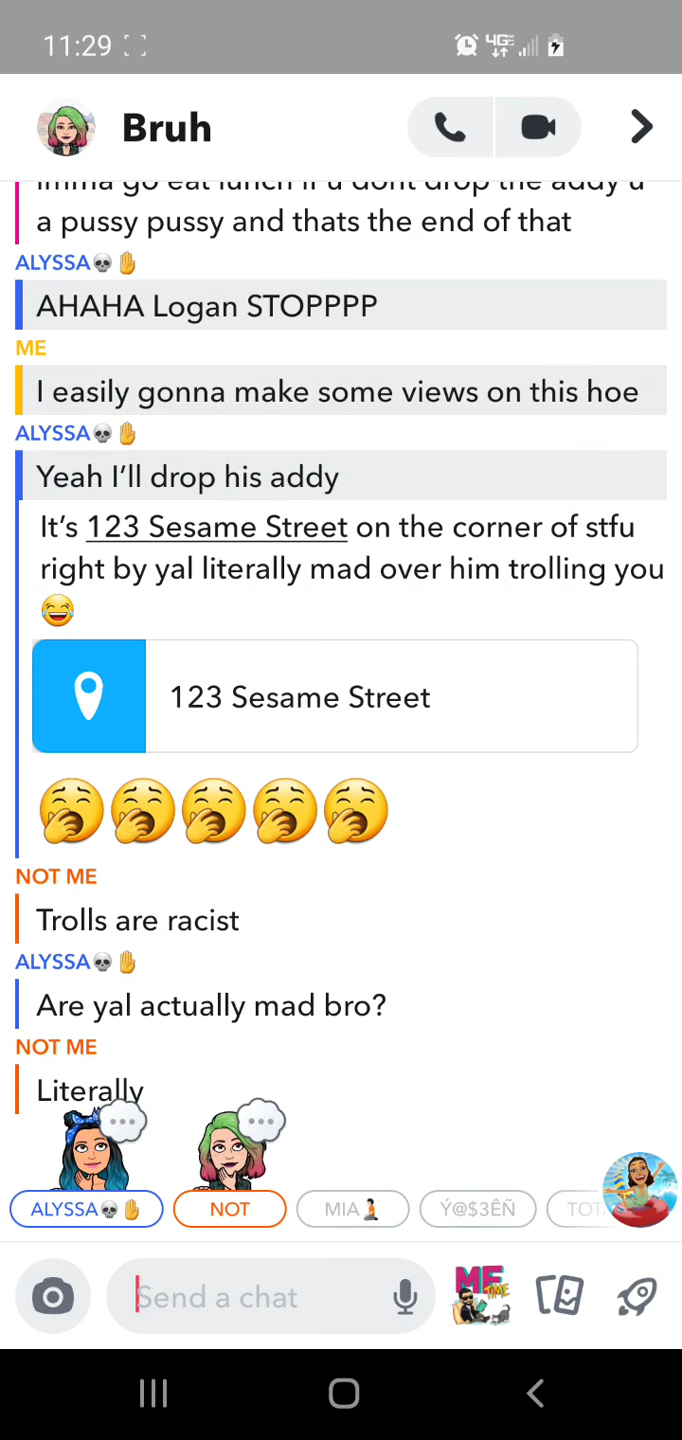 11:29
4GE
Bruh
imma go eat lunch if u dont drop the addy u
a pussy pussy and thats the end of that
ALYSSA💀🤚
AHAHA Logan STOPPPP
ME
I easily gonna make some views on this hoe
ALYSSA💀🤚
Yeah I’ll drop his addy
It’s 123 Sesame Street on the corner of stfu
right by yal literally mad over him trolling you
😂
123 Sesame Street
🥱🥱🥱🥱🥱
NOT ME
Trolls are racist
ALYSSA💀🤚
Are yal actually mad bro?
NOT ME
Literally
ALYSSA💀🤚 NOT MIA🧎 Ý@$3ÊÑ TOT
Send a chat
ME TIME